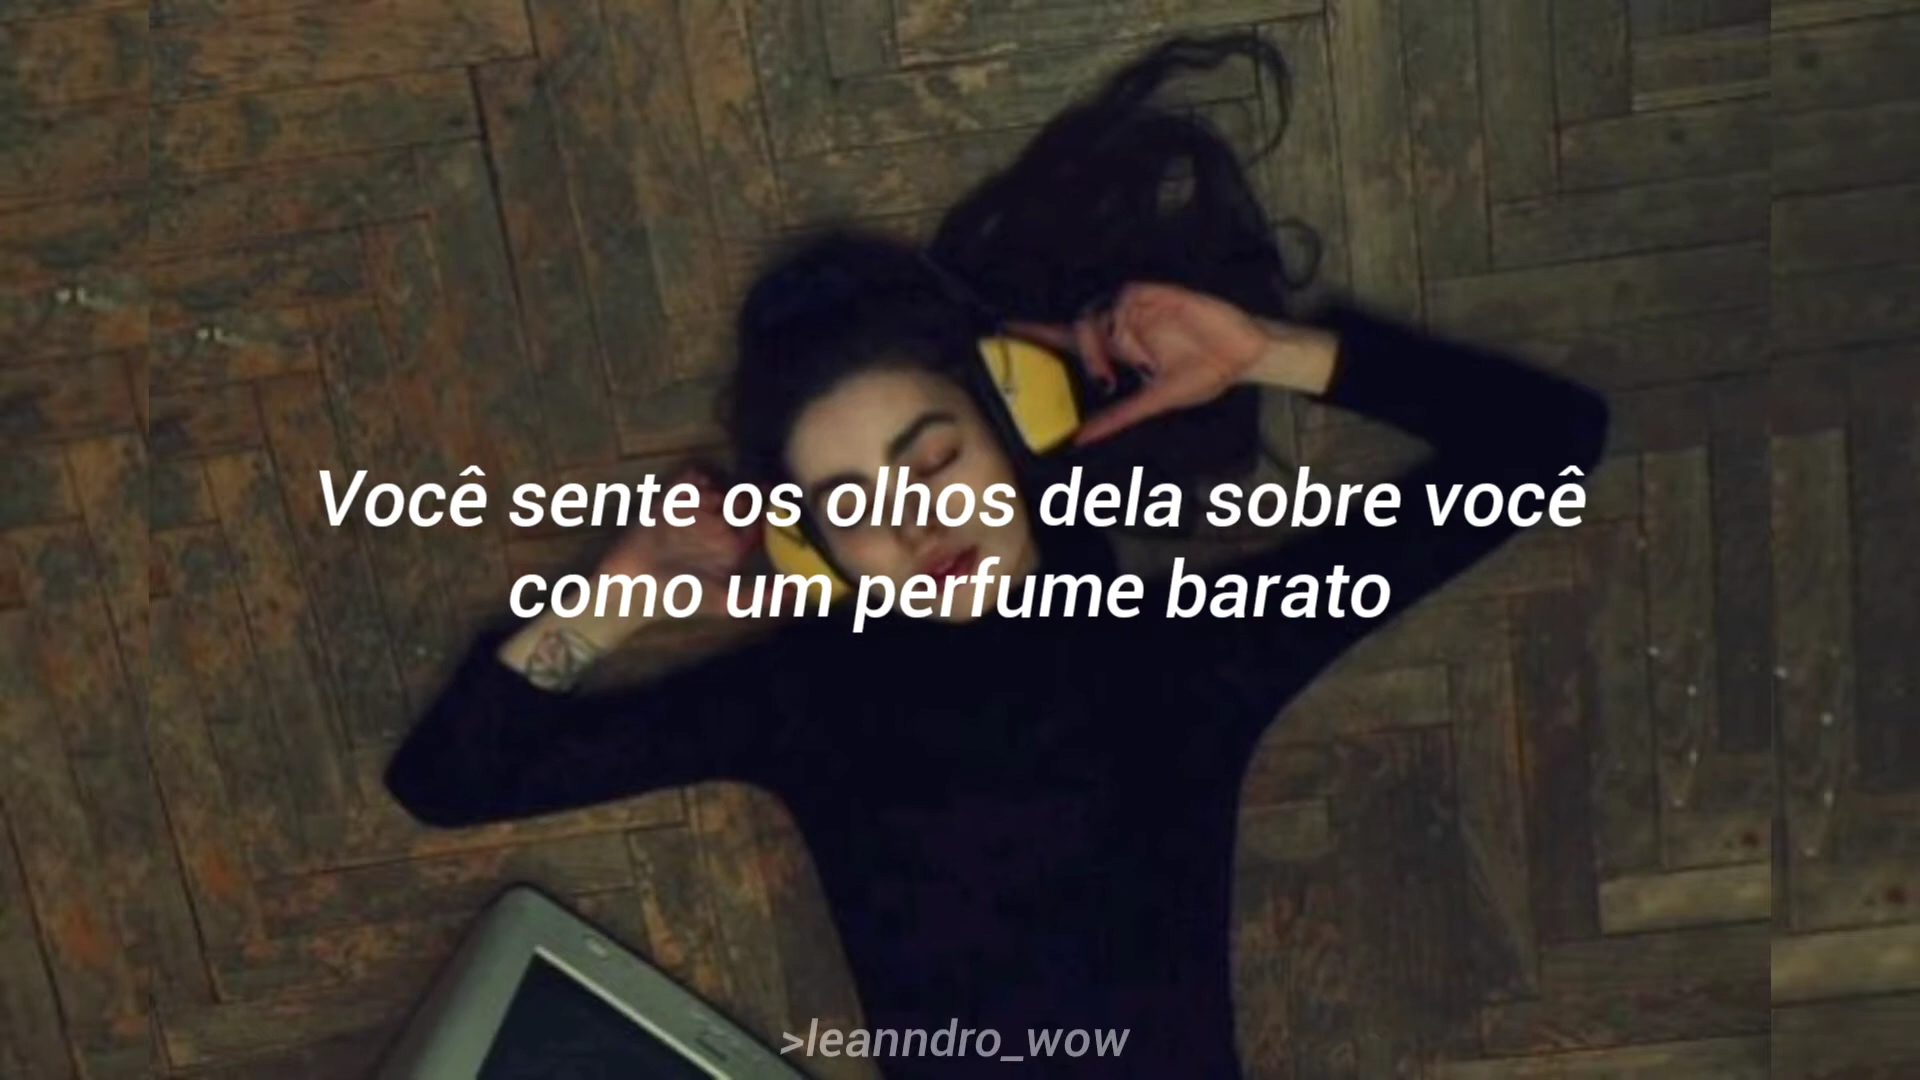 Você sente os olhos dela sobre você
como um perfume barato
>leanndro_wow